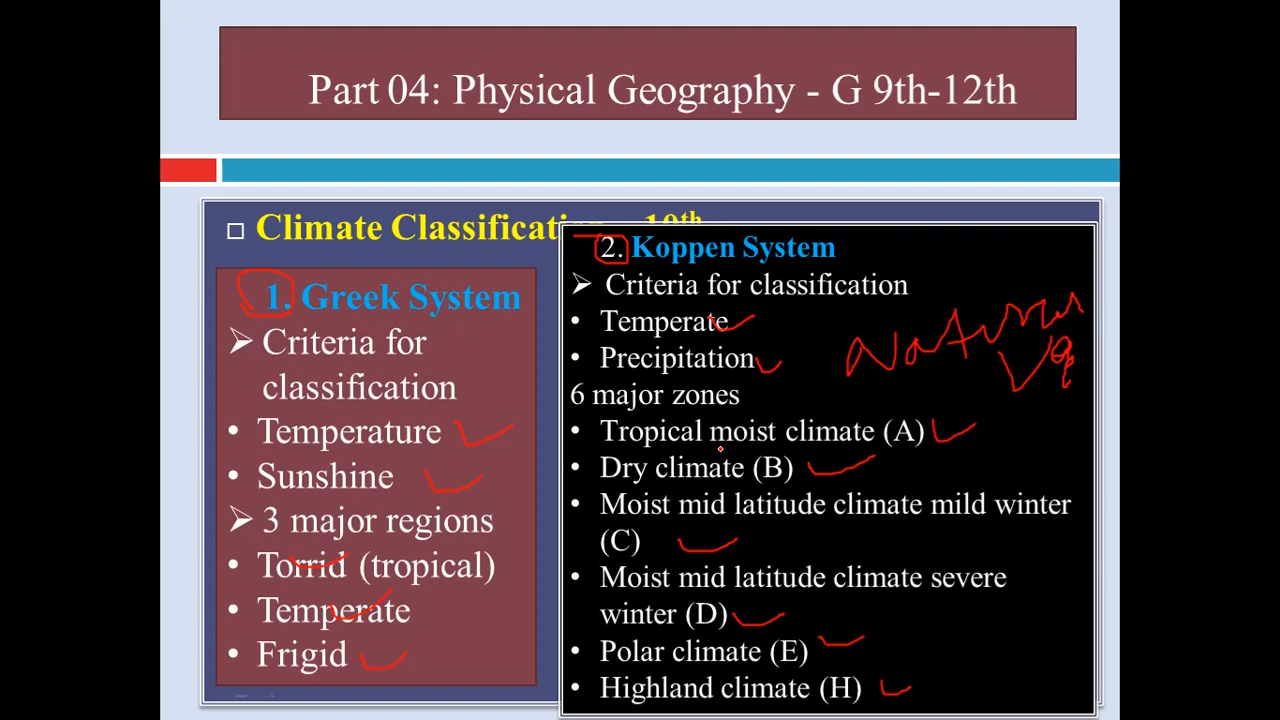 Part 04: Physical Geography - G 9th-12th
Climate Classification - 10th
1. Greek System
Criteria for
classification
Temperature
Sunshine
3 major regions
Torrid (tropical)
Temperate
Frigid
2. Koppen System
Criteria for classification
Temperate
Precipitation
6 major zones
Tropical moist climate (A)
Dry climate (B)
Moist mid latitude climate mild winter
(C)
Moist mid latitude climate severe
winter (D)
Polar climate (E)
Highland climate (H)